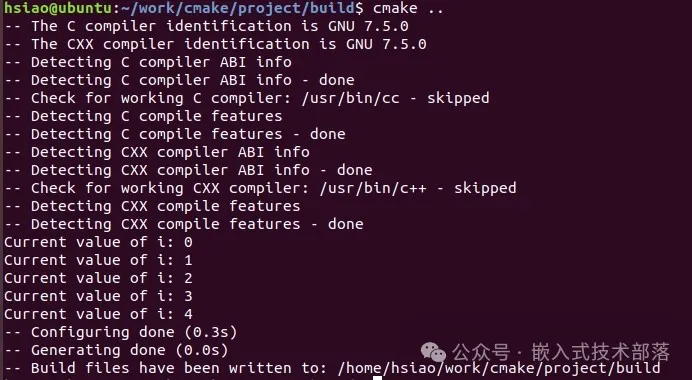 hsiao@ubuntu:~/work/cmake/project/build$ cmake ..
-- The C compiler identification is GNU 7.5.0
-- The CXX compiler identification is GNU 7.5.0
-- Detecting C compiler ABI info
-- Detecting C compiler ABI info - done
-- Check for working C compiler: /usr/bin/cc - skipped
-- Detecting C compile features
-- Detecting C compile features - done
-- Detecting CXX compiler ABI info
-- Detecting CXX compiler ABI info - done
-- Check for working CXX compiler: /usr/bin/c++ - skipped
-- Detecting CXX compile features
-- Detecting CXX compile features - done
Current value of i: 0
Current value of i: 1
Current value of i: 2
Current value of i: 3
Current value of i: 4
-- Configuring done (0.3s)
-- Generating done (0.0s)
公众号 · 嵌入式技术部落
-- Build files have been written to: /home/hsiao/work/cmake/project/build